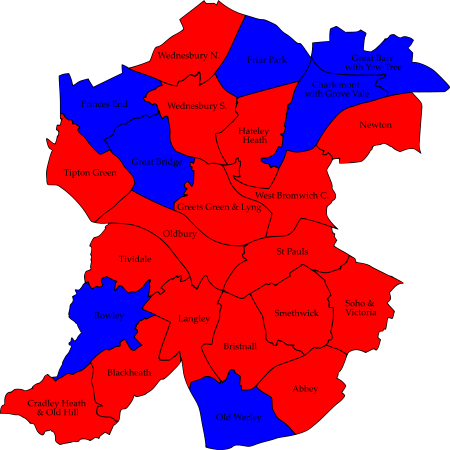 Wednesbury N.
Friar Park
Great Barr
with Yew Tree
Charlemont
with Grove Vale
Princes End
Wednesbury S.
Newton
Hateley
Heath
Great Bridge
Tipton Green
West Bromwich C.
Greets Green & Lyng
Oldbury
St Pauls
Tividale
Rowley
Langley
Smethwick
Soho &
Victoria
Bristnall
Blackheath
Abbey
Cradley Heath
& Old Hill
Old Warley